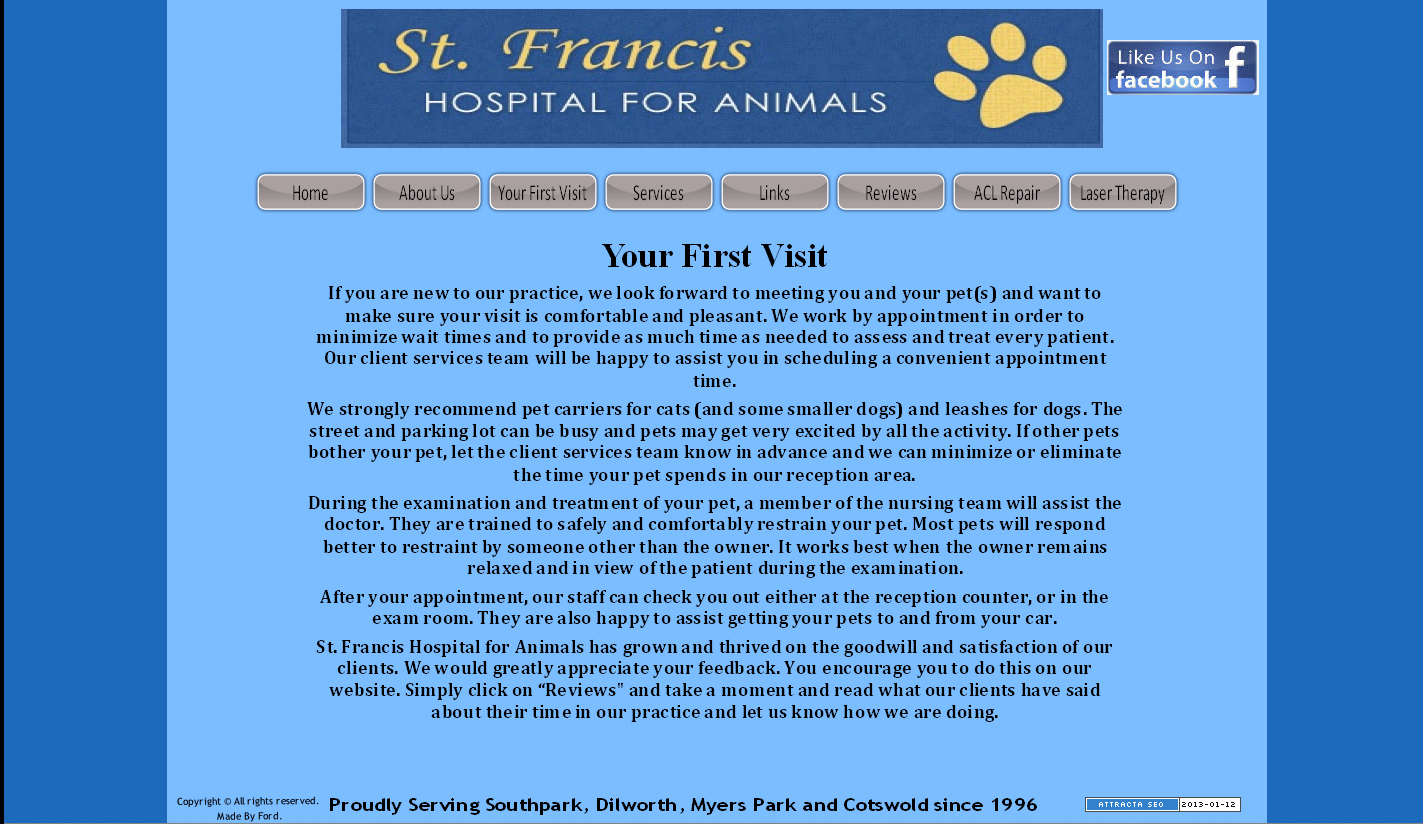 St. Francis
HOSPITAL FOR ANIMALS
Like Us On
facebook
Home
About Us
Your First Visit
Services
Links
Reviews
ACL Repair
Laser Therapy
Your First Visit
If you are new to our practice, we look forward to meeting you and your pet(s) and want to
make sure your visit is comfortable and pleasant. We work by appointment in order to
minimize wait times and to provide as much time as needed to assess and treat every patient.
Our client services team will be happy to assist you in scheduling a convenient appointment
time.
We strongly recommend pet carriers for cats (and some smaller dogs) and leashes for dogs. The
street and parking lot can be busy and pets may get very excited by all the activity. If other pets
bother your pet, let the client services team know in advance and we can minimize or eliminate
the time your pet spends in our reception area.
During the examination and treatment of your pet, a member of the nursing team will assist the
doctor. They are trained to safely and comfortably restrain your pet. Most pets will respond
better to restraint by someone other than the owner. It works best when the owner remains
relaxed and in view of the patient during the examination.
After your appointment, our staff can check you out either at the reception counter, or in the
exam room. They are also happy to assist getting your pets to and from your car.
St. Francis Hospital for Animals has grown and thrived on the goodwill and satisfaction of our
clients. We would greatly appreciate your feedback. You encourage you to do this on our
website. Simply click on “Reviews” and take a moment and read what our clients have said
about their time in our practice and let us know how we are doing.
Copyright © All rights reserved.
Made By Ford.
Proudly Serving Southpark, Dilworth, Myers Park and Cotswold since 1996
ATTRACTA SEO 2013-01-12